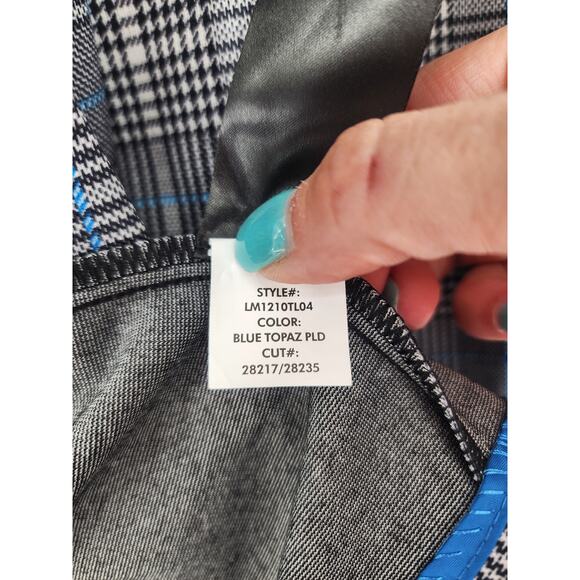 STYLE#:
LM1210TL04
COLOR:
BLUE TOPAZ PLD
CUT#:
28217/28235